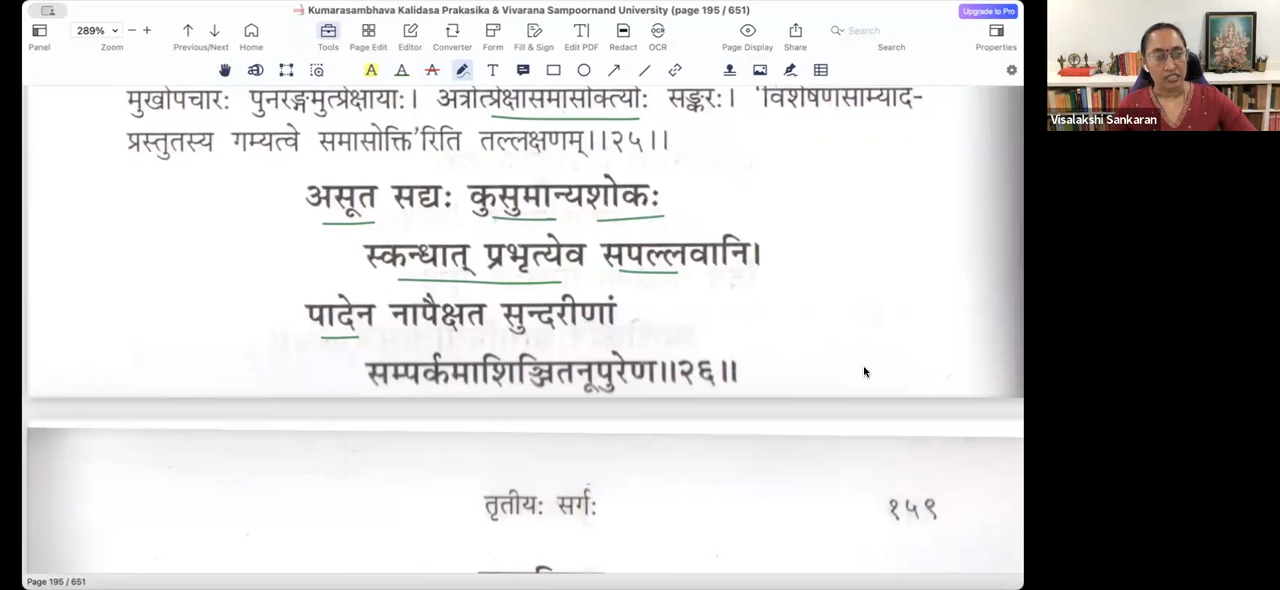 Kumarasambhava Kalidasa Prakasika & Vivarana Sampoornand University (page 195 / 651)
Upgrade to Pro
289%
Panel Zoom Previous/Next Home Tools Page Edit Editor Converter Form Fill & Sign Edit PDF Redact OCR Page Display Share Search Properties
Search
मुखोपचारः पुनरङ्गमुत्प्रेक्षायाः। अत्रोत्प्रेक्षासमासोक्त्योः सङ्करः। 'विशेषणसाम्याद-
प्रस्तुतस्य गम्यत्वे समासोक्ति'रिति तल्लक्षणम्।।२५।।
असूत सद्यः कुसुमान्यशोकः
स्कन्धात् प्रभृत्येव सपल्लवानि।
पादेन नापैक्षत सुन्दरीणां
सम्पर्कमाशिञ्जितनूपुरेण।।२६।।
तृतीयः सर्गः १५९
Page 195 / 651
Visalakshi Sankaran